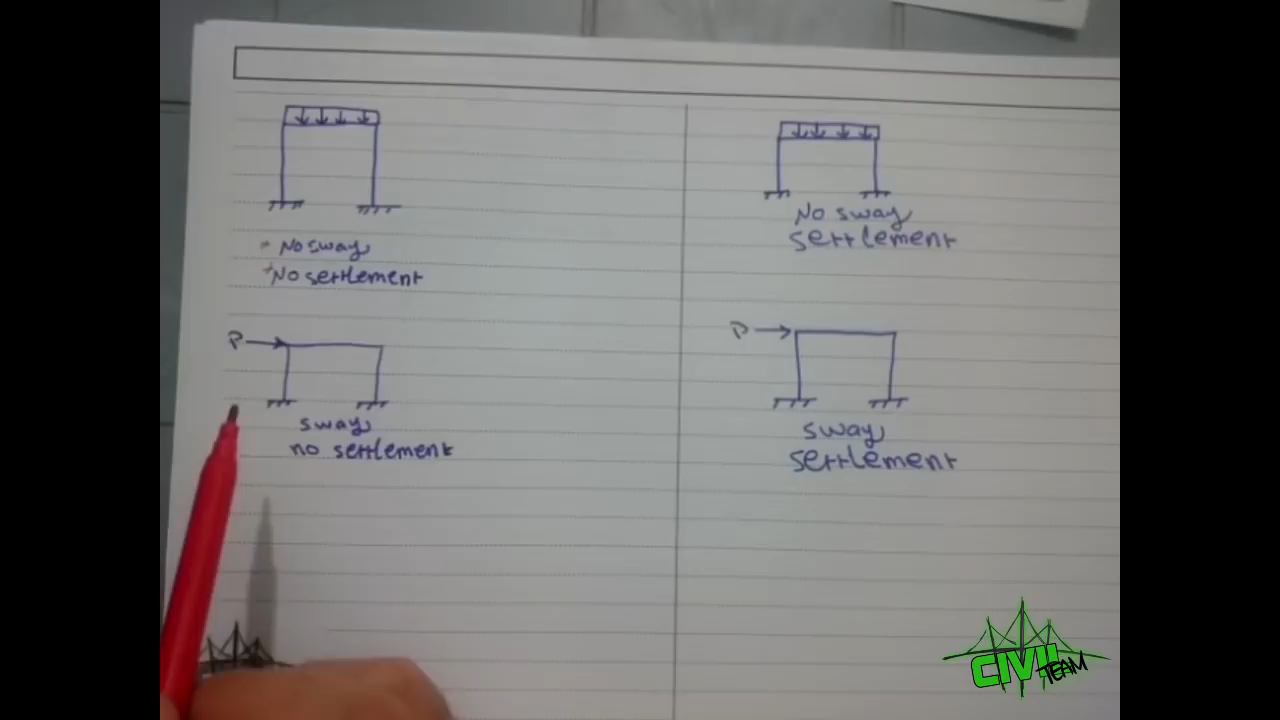 No sway
No settlement
P
sway
no settlement
No sway
settlement
P
sway
settlement
CIVIL
TEAM